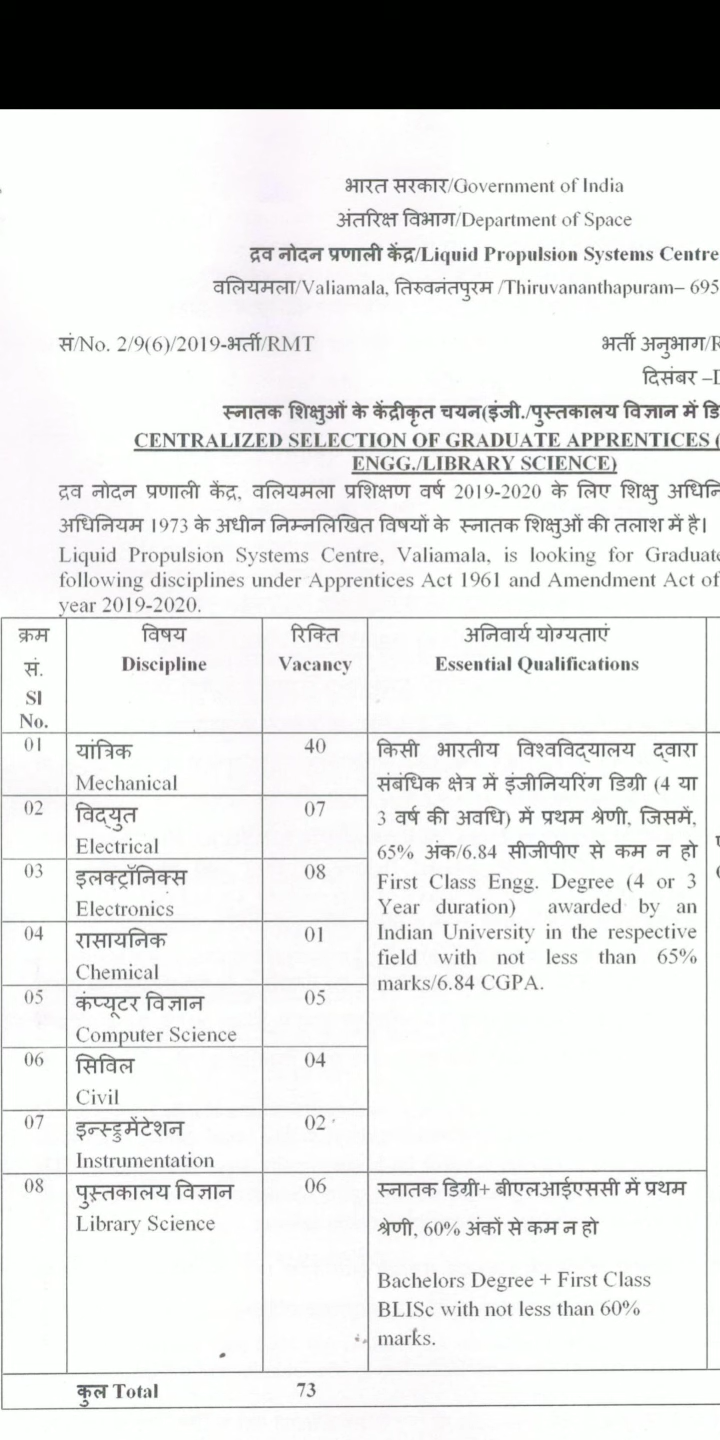 भारत सरकार/Government of India
अंतरिक्ष विभाग/Department of Space
द्रव नोदन प्रणाली केंद्र/Liquid Propulsion Systems Centre
वलियमला/Valiamala, तिरुवनंतपुरम /Thiruvananthapuram– 695
सं/No. 2/9(6)/2019-भर्ती/RMT
भर्ती अनुभाग/R
दिसंबर –D
स्नातक शिक्षुओं के केंद्रीकृत चयन(इंजी./पुस्तकालय विज्ञान में डि
CENTRALIZED SELECTION OF GRADUATE APPRENTICES (
ENGG./LIBRARY SCIENCE)
द्रव नोदन प्रणाली केंद्र, वलियमला प्रशिक्षण वर्ष 2019-2020 के लिए शिक्षु अधिनि
अधिनियम 1973 के अधीन निम्नलिखित विषयों के स्नातक शिक्षुओं की तलाश में है।
Liquid Propulsion Systems Centre, Valiamala, is looking for Graduate
following disciplines under Apprentices Act 1961 and Amendment Act of
year 2019-2020.
क्रम सं. Sl No.
विषय Discipline
रिक्ति Vacancy
अनिवार्य योग्यताएं Essential Qualifications
01 यांत्रिक 40
Mechanical
02 विद्युत 07
Electrical
03 इलक्ट्रॉनिक्स 08
Electronics
04 रासायनिक 01
Chemical
05 कंप्यूटर विज्ञान 05
Computer Science
06 सिविल 04
Civil
07 इन्स्ट्रुमेंटेशन 02
Instrumentation
किसी भारतीय विश्वविद्यालय द्वारा
संबंधिक क्षेत्र में इंजीनियरिंग डिग्री (4 या
3 वर्ष की अवधि) में प्रथम श्रेणी, जिसमें,
65% अंक/6.84 सीजीपीए से कम न हो
First Class Engg. Degree (4 or 3
Year duration) awarded by an
Indian University in the respective
field with not less than 65%
marks/6.84 CGPA.
08 पुस्तकालय विज्ञान 06
Library Science
स्नातक डिग्री+ बीएलआईएससी में प्रथम
श्रेणी, 60% अंकों से कम न हो
Bachelors Degree + First Class
BLISc with not less than 60%
marks.
कुल Total 73